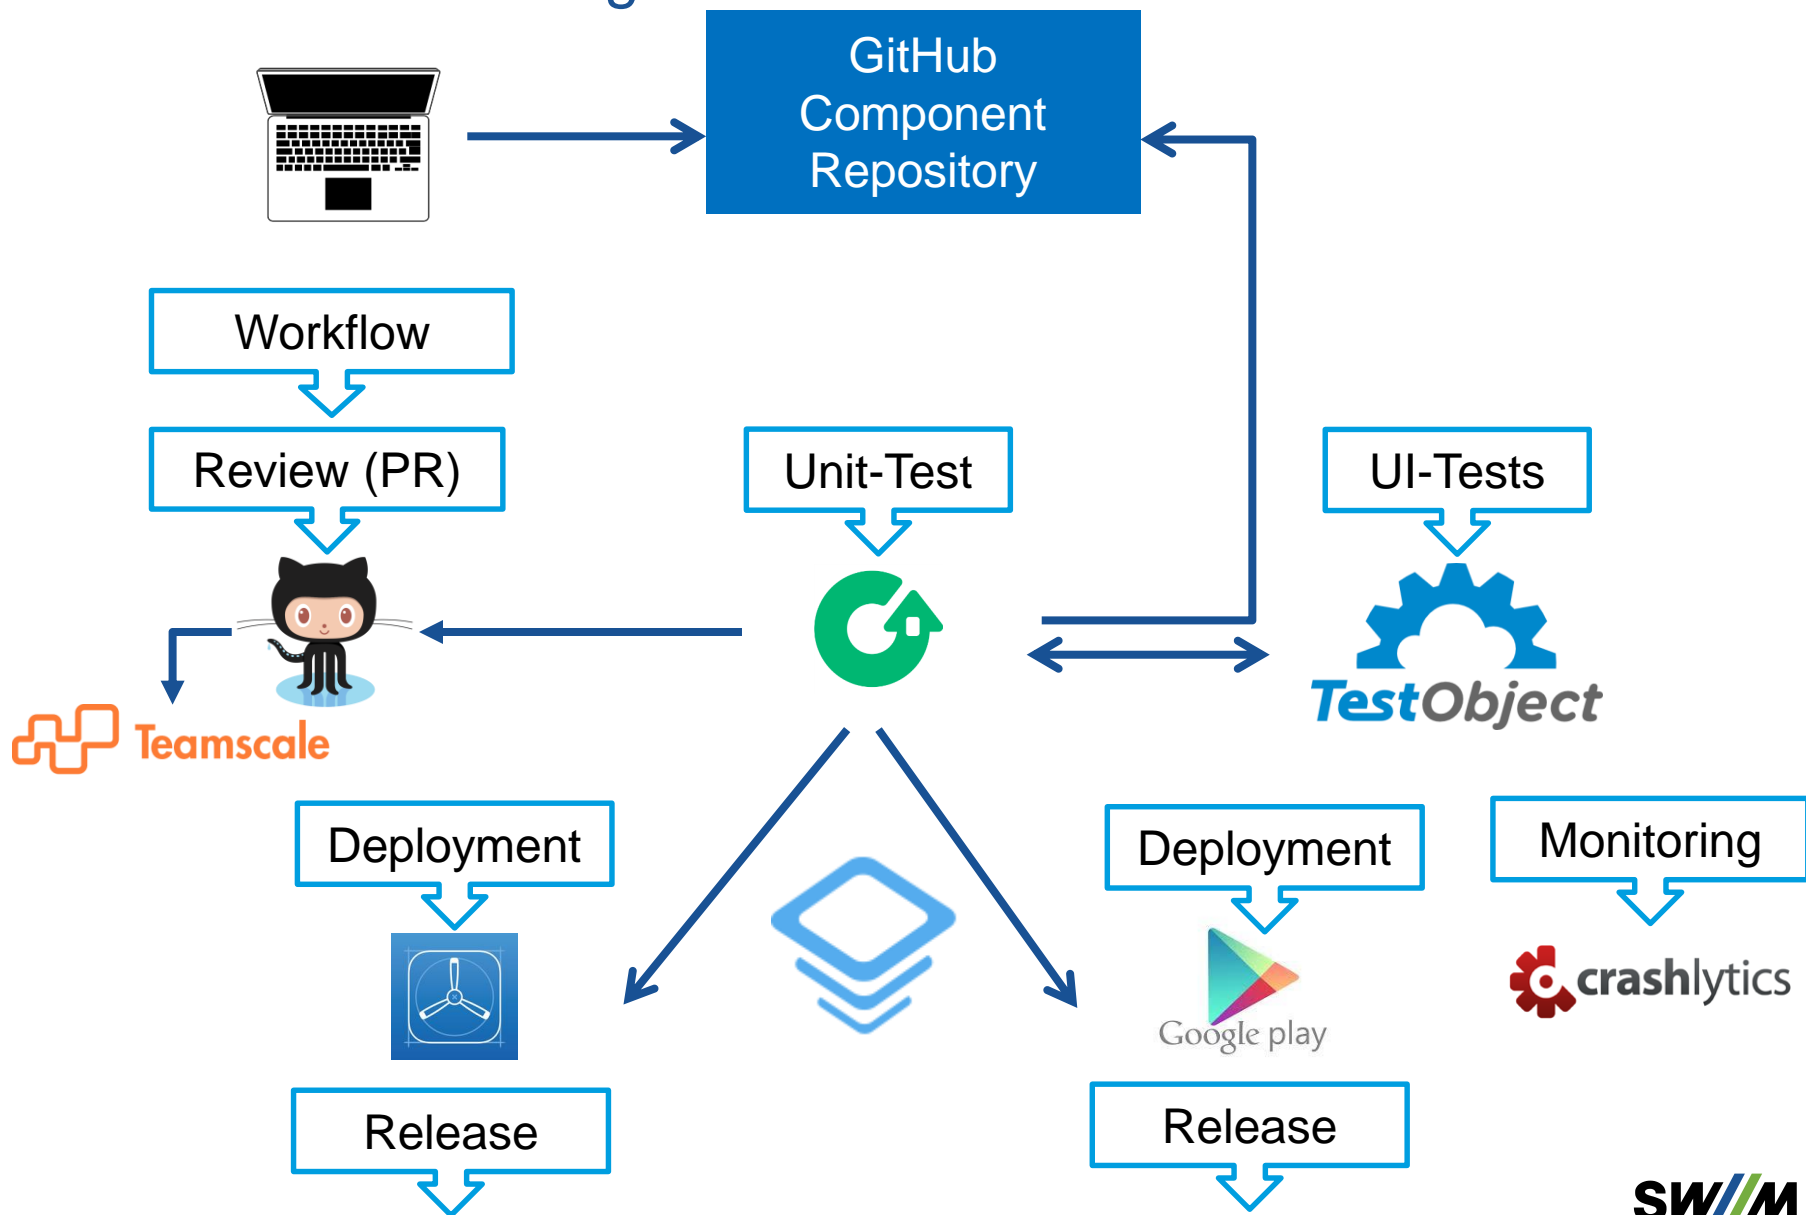 GitHub
Component
Repository
Workflow
Review (PR)
Unit-Test
UI-Tests
TestObject
Teamscale
Deployment
Deployment
Monitoring
crashlytics
Google play
Release
Release
SW//M